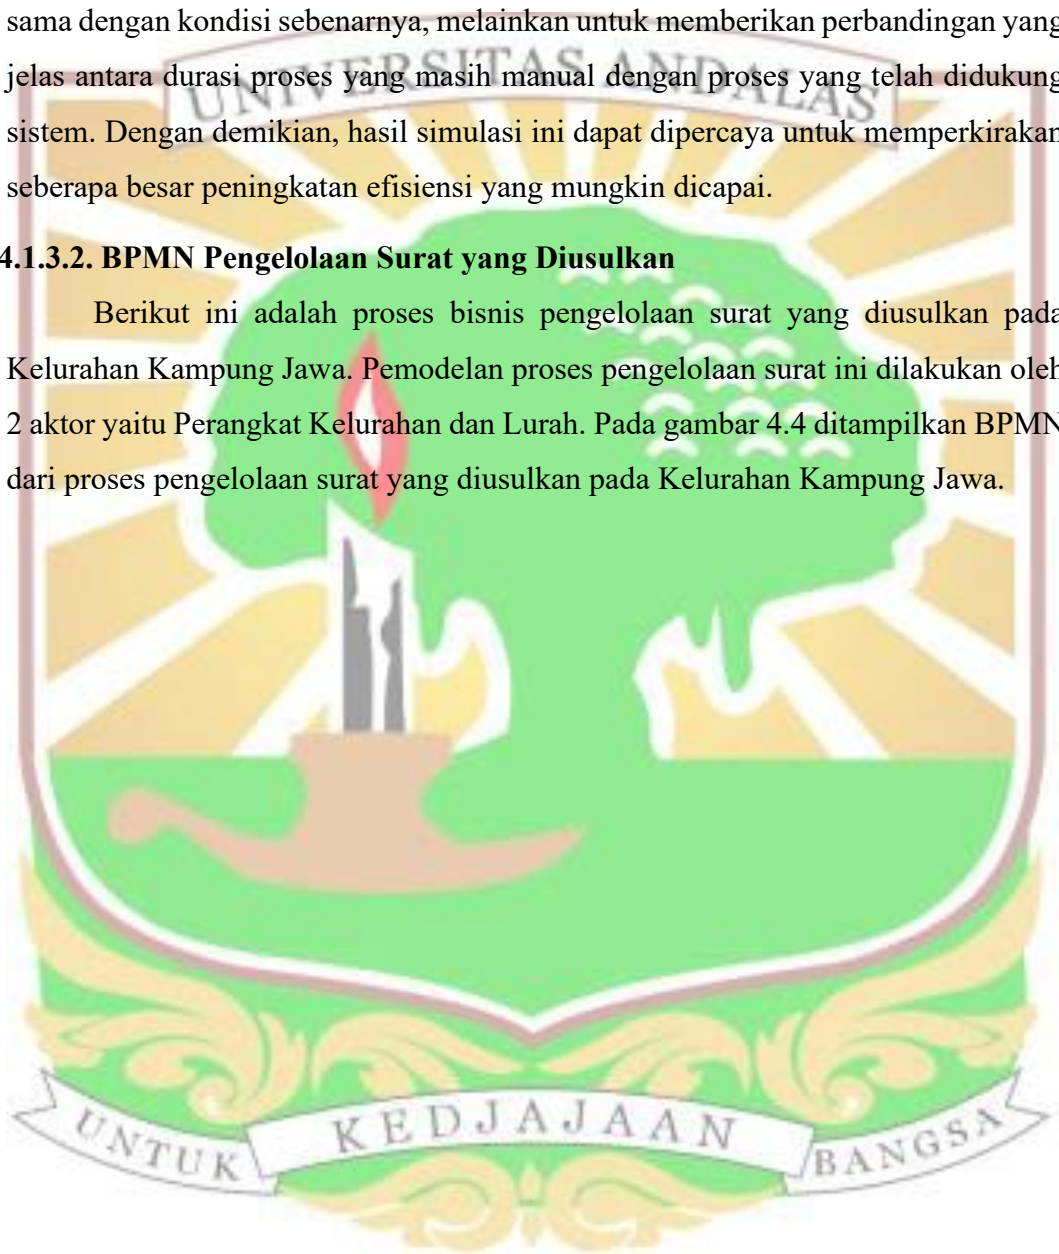 sama dengan kondisi sebenarnya, melainkan untuk memberikan perbandingan yang
jelas antara durasi proses yang masih manual dengan proses yang telah didukung
UNIVERSITAS ANDALAS
sistem. Dengan demikian, hasil simulasi ini dapat dipercaya untuk memperkirakan
seberapa besar peningkatan efisiensi yang mungkin dicapai.
4.1.3.2. BPMN Pengelolaan Surat yang Diusulkan
Berikut ini adalah proses bisnis pengelolaan surat yang diusulkan pada
Kelurahan Kampung Jawa. Pemodelan proses pengelolaan surat ini dilakukan oleh
2 aktor yaitu Perangkat Kelurahan dan Lurah. Pada gambar 4.4 ditampilkan BPMN
dari proses pengelolaan surat yang diusulkan pada Kelurahan Kampung Jawa.
UNTUK KEDJAJAAN BANGSA